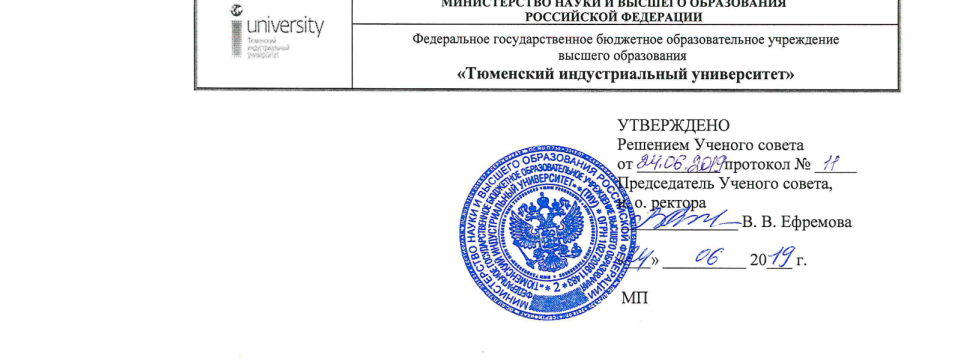 university
Тюменский
индустриальный
университет
МИНИСТЕРСТВО НАУКИ И ВЫСШЕГО ОБРАЗОВАНИЯ
РОССИЙСКОЙ ФЕДЕРАЦИИ
Федеральное государственное бюджетное образовательное учреждение
высшего образования
«Тюменский индустриальный университет»
УТВЕРЖДЕНО
Решением Ученого совета
от 24.06.2019 протокол № 11
Председатель Ученого совета,
и. о. ректора
В. В. Ефремова
24» 06 2019 г.
МП
МИНИСТЕРСТВО НАУКИ И ВЫСШЕГО ОБРАЗОВАНИЯ РОССИЙСКОЙ ФЕДЕРАЦИИ
ФЕДЕРАЛЬНОЕ ГОСУДАРСТВЕННОЕ БЮДЖЕТНОЕ ОБРАЗОВАТЕЛЬНОЕ УЧРЕЖДЕНИЕ ВЫСШЕГО ОБРАЗОВАНИЯ
«ТЮМЕНСКИЙ ИНДУСТРИАЛЬНЫЙ УНИВЕРСИТЕТ» (ТИУ) * ОГРН 1027200811483
* 2 *